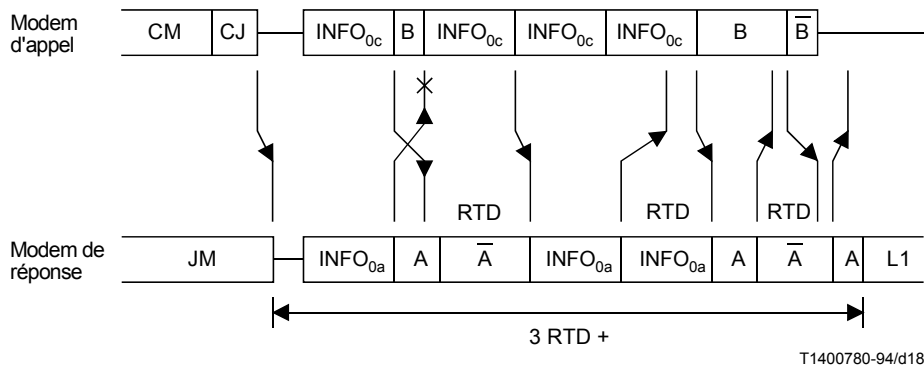 Modem
d'appel
CM CJ INFO0c B INFO0c INFO0c INFO0c B B̅
RTD RTD RTD
Modem de
réponse
JM INFO0a A A̅ INFO0a INFO0a A A̅ A L1
3 RTD +
T1400780-94/d18